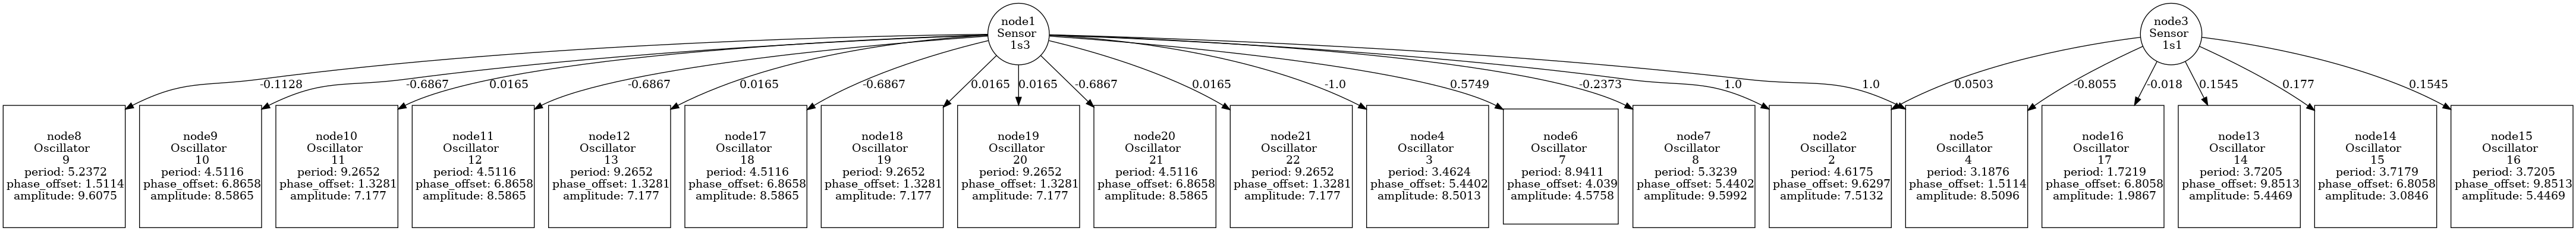 node1
Sensor
1s3
node3
Sensor
1s1
-0.1128
-0.6867
0.0165
-0.6867
0.0165
-0.6867
0.0165
0.0165
-0.6867
0.0165
-1.0
0.5749
-0.2373
1.0
1.0
0.0503
-0.8055
-0.018
0.1545
0.177
0.1545
node8
Oscillator
9
period: 5.2372
phase_offset: 1.5114
amplitude: 9.6075
node9
Oscillator
10
period: 4.5116
phase_offset: 6.8658
amplitude: 8.5865
node10
Oscillator
11
period: 9.2652
phase_offset: 1.3281
amplitude: 7.177
node11
Oscillator
12
period: 4.5116
phase_offset: 6.8658
amplitude: 8.5865
node12
Oscillator
13
period: 9.2652
phase_offset: 1.3281
amplitude: 7.177
node17
Oscillator
18
period: 4.5116
phase_offset: 6.8658
amplitude: 8.5865
node18
Oscillator
19
period: 9.2652
phase_offset: 1.3281
amplitude: 7.177
node19
Oscillator
20
period: 9.2652
phase_offset: 1.3281
amplitude: 7.177
node20
Oscillator
21
period: 4.5116
phase_offset: 6.8658
amplitude: 8.5865
node21
Oscillator
22
period: 9.2652
phase_offset: 1.3281
amplitude: 7.177
node4
Oscillator
3
period: 3.4624
phase_offset: 5.4402
amplitude: 8.5013
node6
Oscillator
7
period: 8.9411
phase_offset: 4.039
amplitude: 4.5758
node7
Oscillator
8
period: 5.3239
phase_offset: 5.4402
amplitude: 9.5992
node2
Oscillator
2
period: 4.6175
phase_offset: 9.6297
amplitude: 7.5132
node5
Oscillator
4
period: 3.1876
phase_offset: 1.5114
amplitude: 8.5096
node16
Oscillator
17
period: 1.7219
phase_offset: 6.8058
amplitude: 1.9867
node13
Oscillator
14
period: 3.7205
phase_offset: 9.8513
amplitude: 5.4469
node14
Oscillator
15
period: 3.7179
phase_offset: 6.8058
amplitude: 3.0846
node15
Oscillator
16
period: 3.7205
phase_offset: 9.8513
amplitude: 5.4469